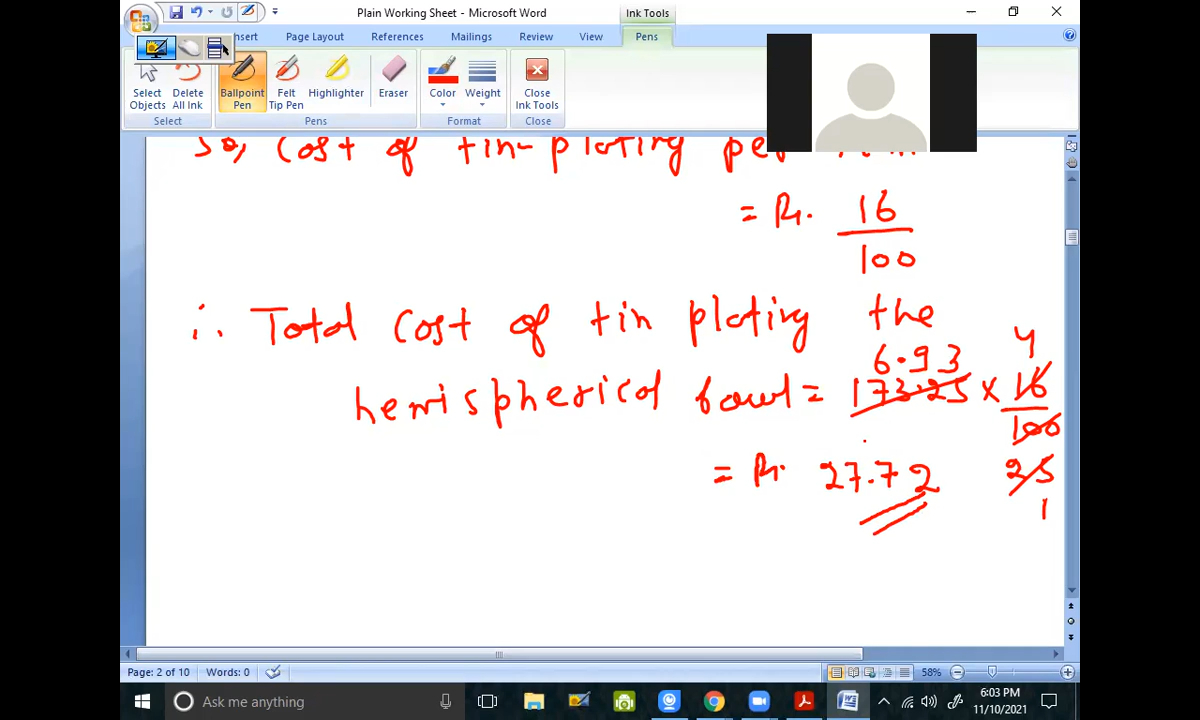 Plain Working Sheet - Microsoft Word
Ink Tools
nsert Page Layout References Mailings Review View Pens
Select Objects
Delete All Ink
Ballpoint Pen
Felt Tip Pen
Highlighter
Eraser
Color
Weight
Close Ink Tools
Select Pens Format Close
So, Cost of tin-plating per
= Rs. 16
100
∴ Total Cost of tin plating the
6.93 4
hemispherical bowl = 173.25 × 16
100
= Rs. 27.72 25
1
Page: 2 of 10 Words: 0 58%
Ask me anything
6:03 PM
11/10/2021